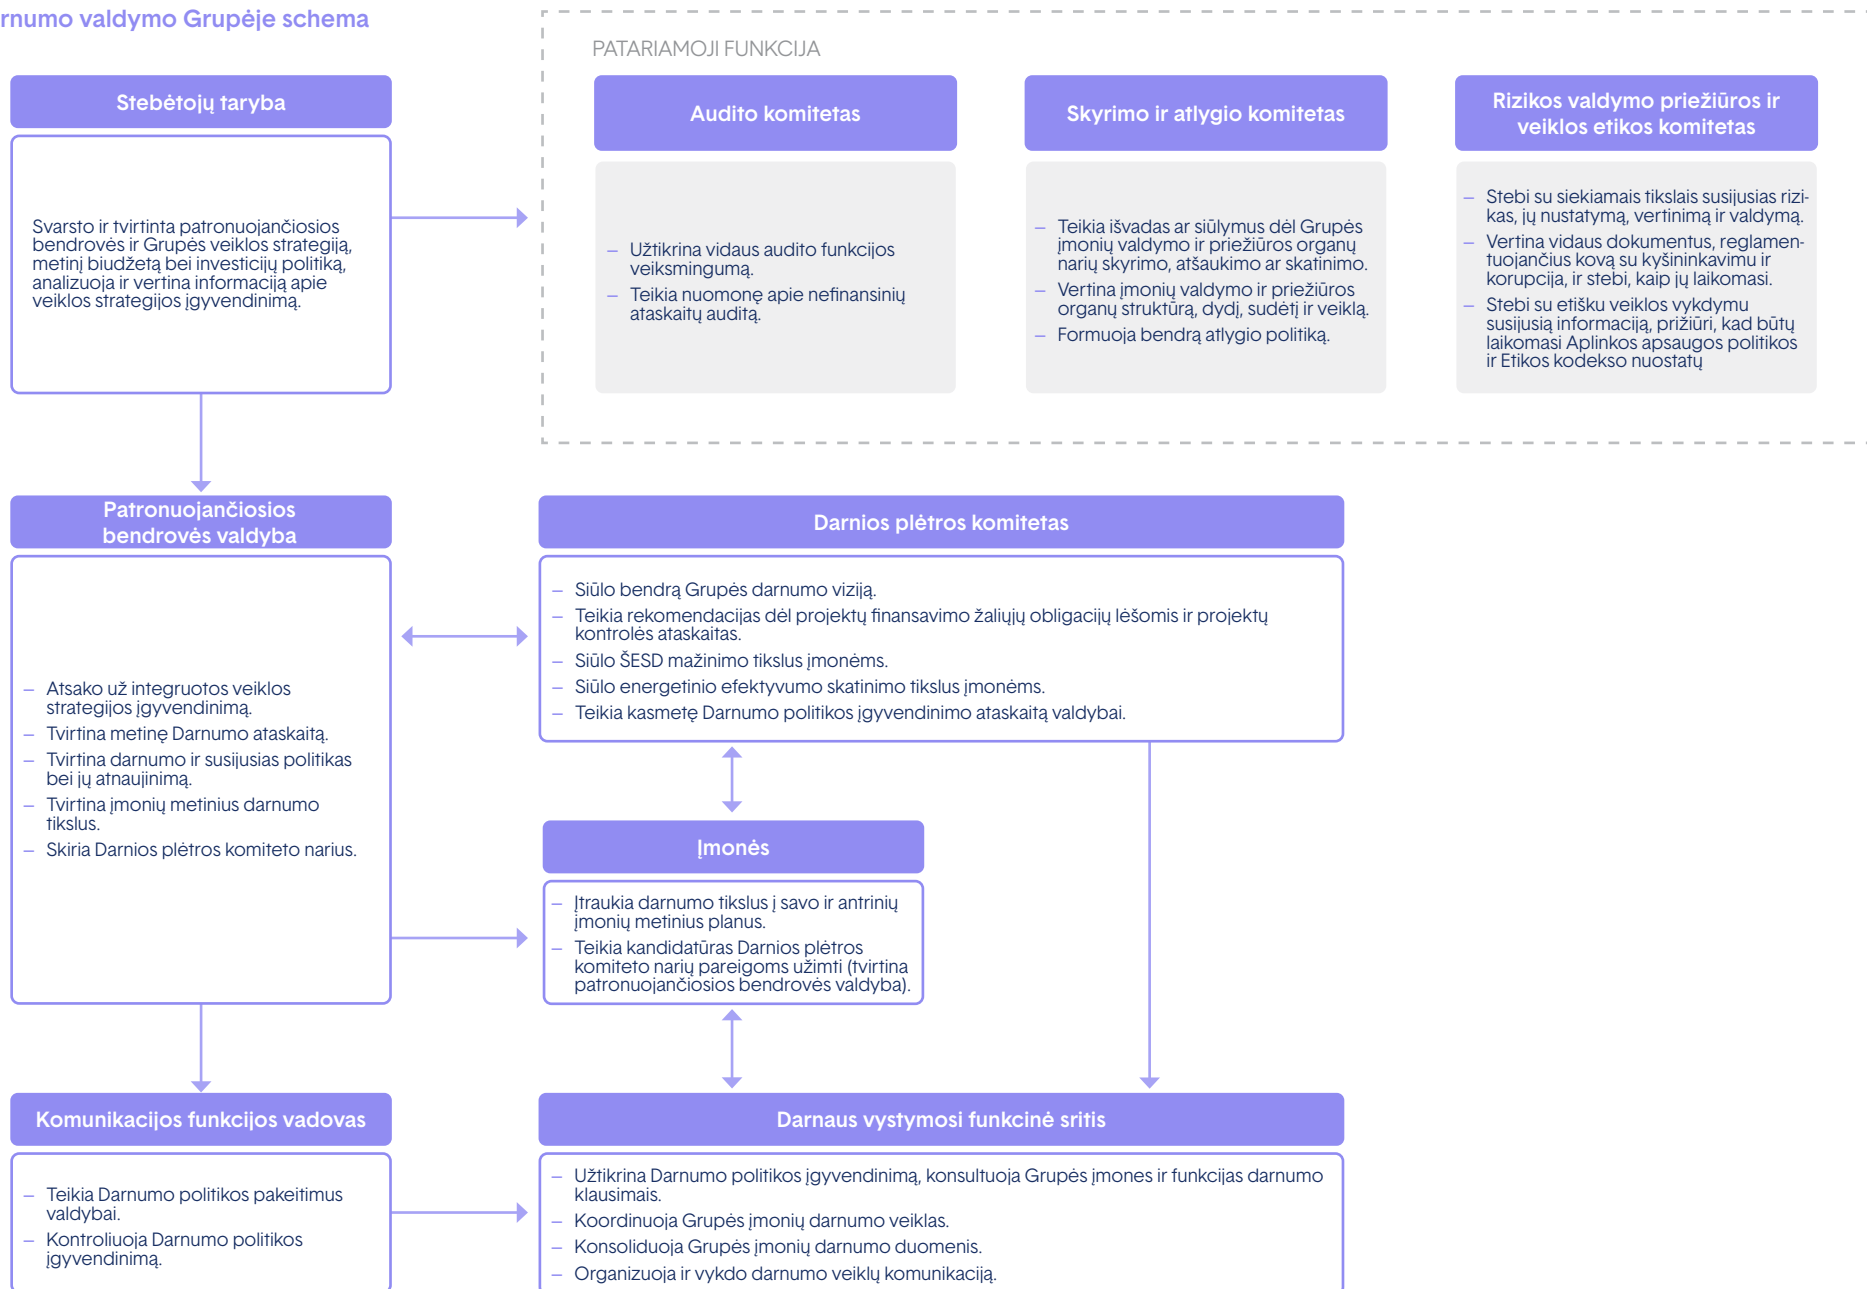 rnumo valdymo Grupėje schema
PATARIAMOJI FUNKCIJA
Stebėtojų taryba
Svarsto ir tvirtinta patronuojančiosios
bendrovės ir Grupės veiklos strategiją,
metinį biudžetą bei investicijų politiką,
analizuoja ir vertina informaciją apie
veiklos strategijos įgyvendinimą.
Audito komitetas
– Užtikrina vidaus audito funkcijos
veiksmingumą.
– Teikia nuomonę apie nefinansinių
ataskaitų auditą.
Skyrimo ir atlygio komitetas
– Teikia išvadas ar siūlymus dėl Grupės
įmonių valdymo ir priežiūros organų
narių skyrimo, atšaukimo ar skatinimo.
– Vertina įmonių valdymo ir priežiūros
organų struktūrą, dydį, sudėtį ir veiklą.
– Formuoja bendrą atlygio politiką.
Rizikos valdymo priežiūros ir
veiklos etikos komitetas
– Stebi su siekiamais tikslais susijusias rizi-
kas, jų nustatymą, vertinimą ir valdymą.
– Vertina vidaus dokumentus, reglamen-
tuojančius kovą su kyšininkavimu ir
korupcija, ir stebi, kaip jų laikomasi.
– Stebi su etišku veiklos vykdymu
susijusią informaciją, prižiūri, kad būtų
laikomasi Aplinkos apsaugos politikos
ir Etikos kodekso nuostatų
Patronuojančiosios
bendrovės valdyba
– Atsako už integruotos veiklos
strategijos įgyvendinimą.
– Tvirtina metinę Darnumo ataskaitą.
– Tvirtina darnumo ir susijusias politikas
bei jų atnaujinimą.
– Tvirtina įmonių metinius darnumo
tikslus.
– Skiria Darnios plėtros komiteto narius.
Darnios plėtros komitetas
– Siūlo bendrą Grupės darnumo viziją.
– Teikia rekomendacijas dėl projektų finansavimo žaliųjų obligacijų lėšomis ir projektų
kontrolės ataskaitas.
– Siūlo ŠESD mažinimo tikslus įmonėms.
– Siūlo energetinio efektyvumo skatinimo tikslus įmonėms.
– Teikia kasmetę Darnumo politikos įgyvendinimo ataskaitą valdybai.
Įmonės
– Įtraukia darnumo tikslus į savo ir antrinių
įmonių metinius planus.
– Teikia kandidatūras Darnios plėtros
komiteto narių pareigoms užimti (tvirtina
patronuojančiosios bendrovės valdyba).
Komunikacijos funkcijos vadovas
– Teikia Darnumo politikos pakeitimus
valdybai.
– Kontroliuoja Darnumo politikos
įgyvendinimą.
Darnaus vystymosi funkcinė sritis
– Užtikrina Darnumo politikos įgyvendinimą, konsultuoja Grupės įmones ir funkcijas darnumo
klausimais.
– Koordinuoja Grupės įmonių darnumo veiklas.
– Konsoliduoja Grupės įmonių darnumo duomenis.
– Organizuoja ir vykdo darnumo veiklų komunikaciją.